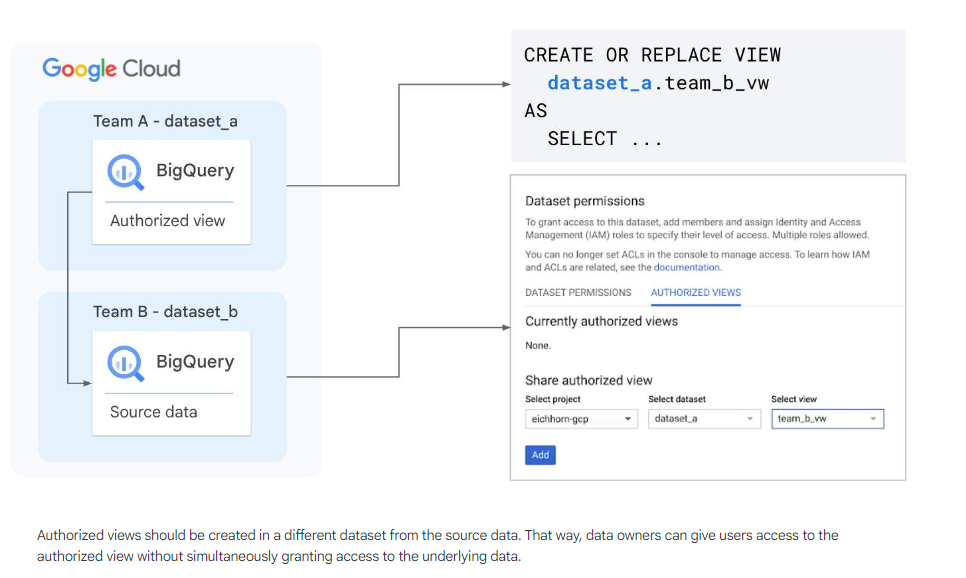 Google Cloud
Team A - dataset_a
BigQuery
Authorized view
Team B - dataset_b
BigQuery
Source data
CREATE OR REPLACE VIEW
dataset_a.team_b_vw
AS
SELECT ...
Dataset permissions
To grant access to this dataset, add members and assign Identity and Access
Management (IAM) roles to specify their level of access. Multiple roles allowed.
You can no longer set ACLs in the console to manage access. To learn how IAM
and ACLs are related, see the documentation.
DATASET PERMISSIONS AUTHORIZED VIEWS
Currently authorized views
None.
Share authorized view
Select project Select dataset Select view
eichhorn-gcp dataset_a team_b_vw
Add
Authorized views should be created in a different dataset from the source data. That way, data owners can give users access to the
authorized view without simultaneously granting access to the underlying data.